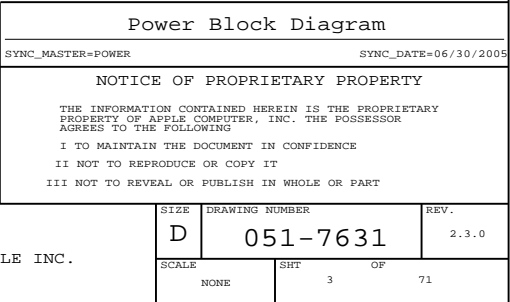 Power Block Diagram
SYNC_MASTER=POWER SYNC_DATE=06/30/2005
NOTICE OF PROPRIETARY PROPERTY
THE INFORMATION CONTAINED HEREIN IS THE PROPRIETARY
PROPERTY OF APPLE COMPUTER, INC. THE POSSESSOR
AGREES TO THE FOLLOWING
I TO MAINTAIN THE DOCUMENT IN CONFIDENCE
II NOT TO REPRODUCE OR COPY IT
III NOT TO REVEAL OR PUBLISH IN WHOLE OR PART
SIZE DRAWING NUMBER REV.
D 051-7631 2.3.0
LE INC.
SCALE SHT OF
NONE 3 71